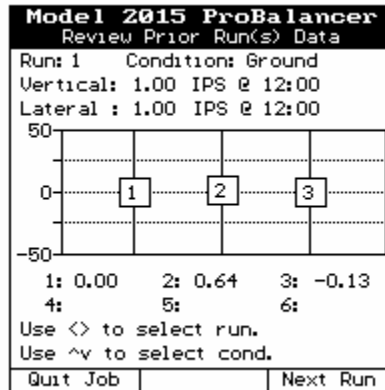 Model 2015 ProBalancer
Review Prior Run(s) Data
Run: 1 Condition: Ground
Vertical: 1.00 IPS @ 12:00
Lateral : 1.00 IPS @ 12:00
50
0
1 2 3
-50
1: 0.00 2: 0.64 3: -0.13
4: 5: 6:
Use <> to select run.
Use ^v to select cond.
Quit Job Next Run